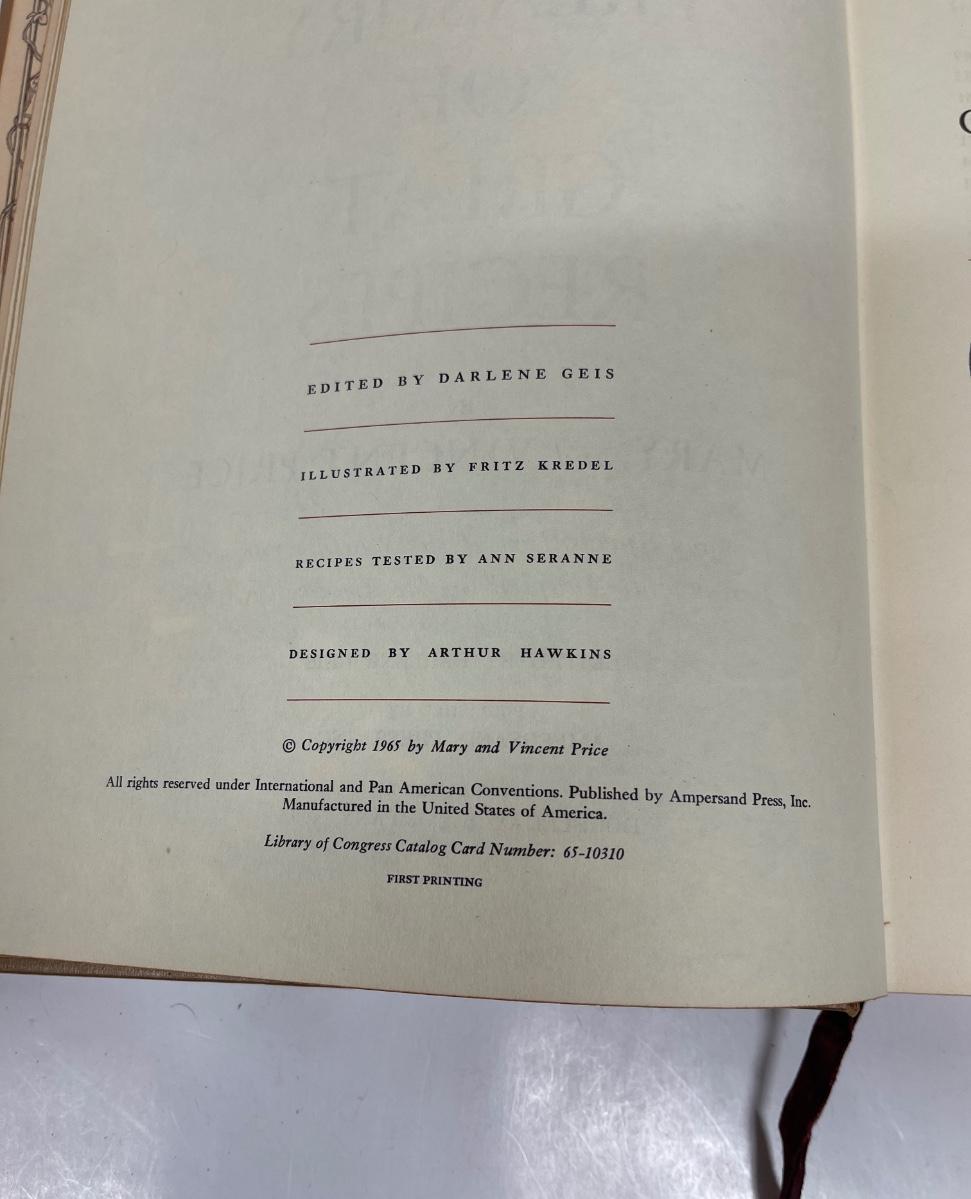 EDITED BY DARLENE GEIS
ILLUSTRATED BY FRITZ KREDEL
RECIPES TESTED BY ANN SERANNE
DESIGNED BY ARTHUR HAWKINS
© Copyright 1965 by Mary and Vincent Price
All rights reserved under International and Pan American Conventions. Published by Ampersand Press, Inc.
Manufactured in the United States of America.
Library of Congress Catalog Card Number: 65-10310
FIRST PRINTING